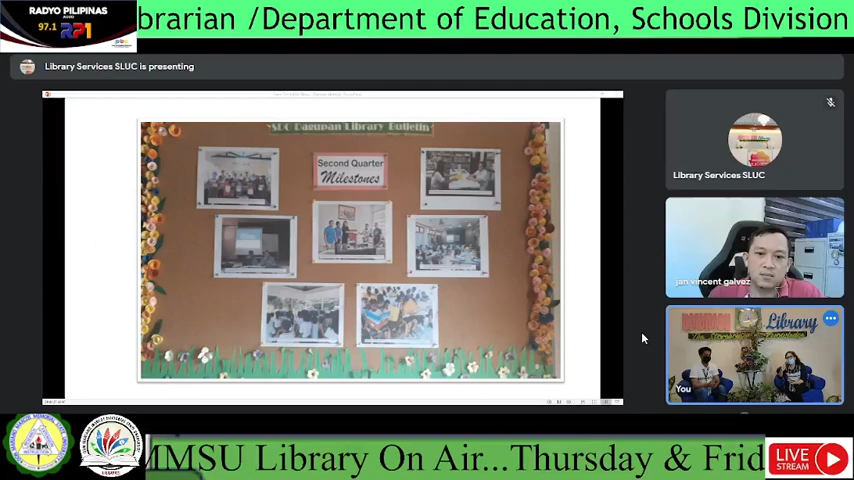 RADYO PILIPINAS
97.1 RP1
brarian /Department of Education, Schools Division
Library Services SLUC is presenting
SLUC Dagupan Library Bulletin
Second Quarter
Milestones
Library Services SLUC
jan vincent galvez
Library
You
MMSU Library On Air...Thursday & Frid
LIVE
STREAM